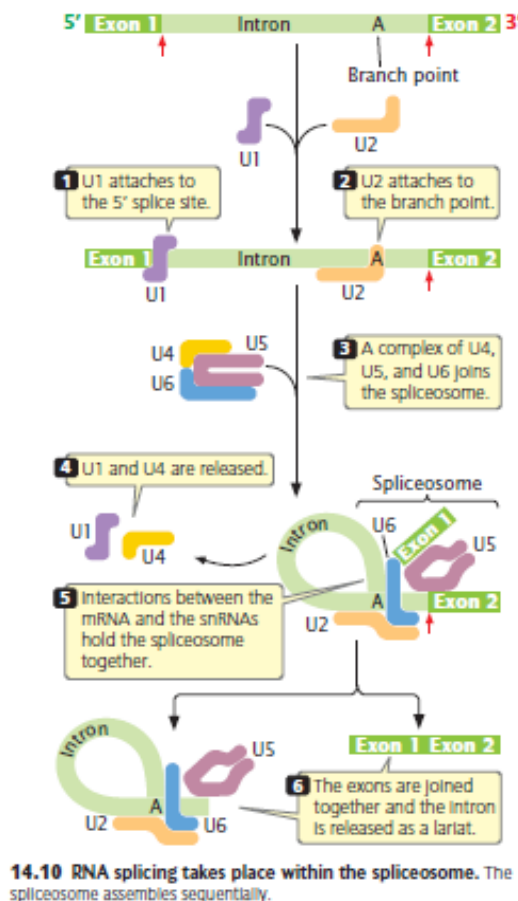 5′ Exon 1 Intron A Exon 2 3′
Branch point
U1
U2
1 U1 attaches to
the 5′ splice site.
2 U2 attaches to
the branch point.
Exon 1 Intron A Exon 2
U1
U2
U4
U5
U6
3 A complex of U4,
U5, and U6 joins
the spliceosome.
4 U1 and U4 are released.
Spliceosome
U1
U4
Intron
U6
Exon 1
U5
5 Interactions between the
mRNA and the snRNAs
hold the spliceosome
together.
A
Exon 2
U2
Intron
U5
A
U2
U6
Exon 1 Exon 2
6 The exons are joined
together and the intron
is released as a lariat.
14.10 RNA splicing takes place within the spliceosome. The
spliceosome assembles sequentially.